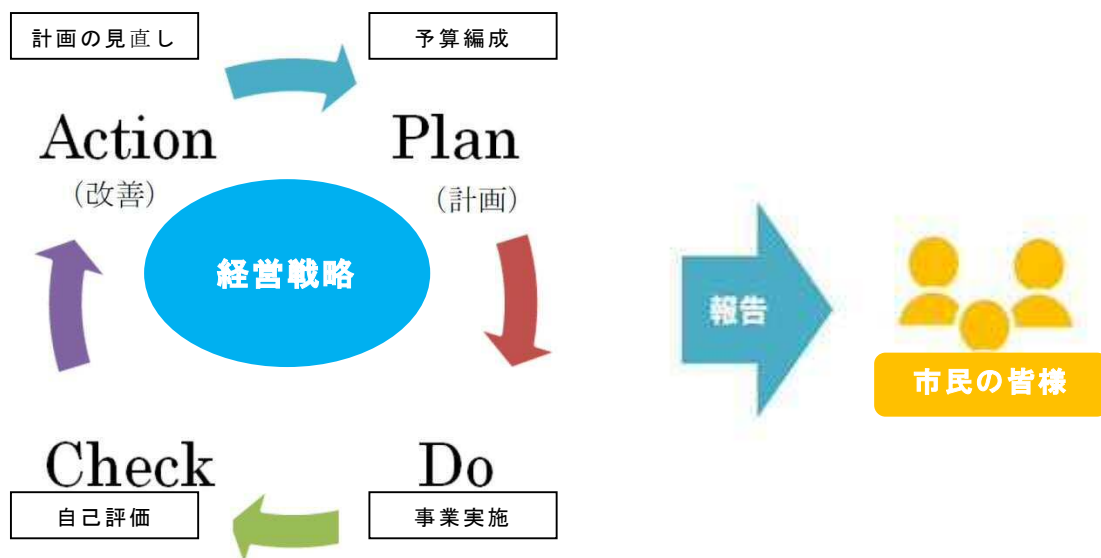 計画の見直し
予算編成
Action
(改善)
Plan
(計画)
経営戦略
報告
市民の皆様
Check
自己評価
Do
事業実施